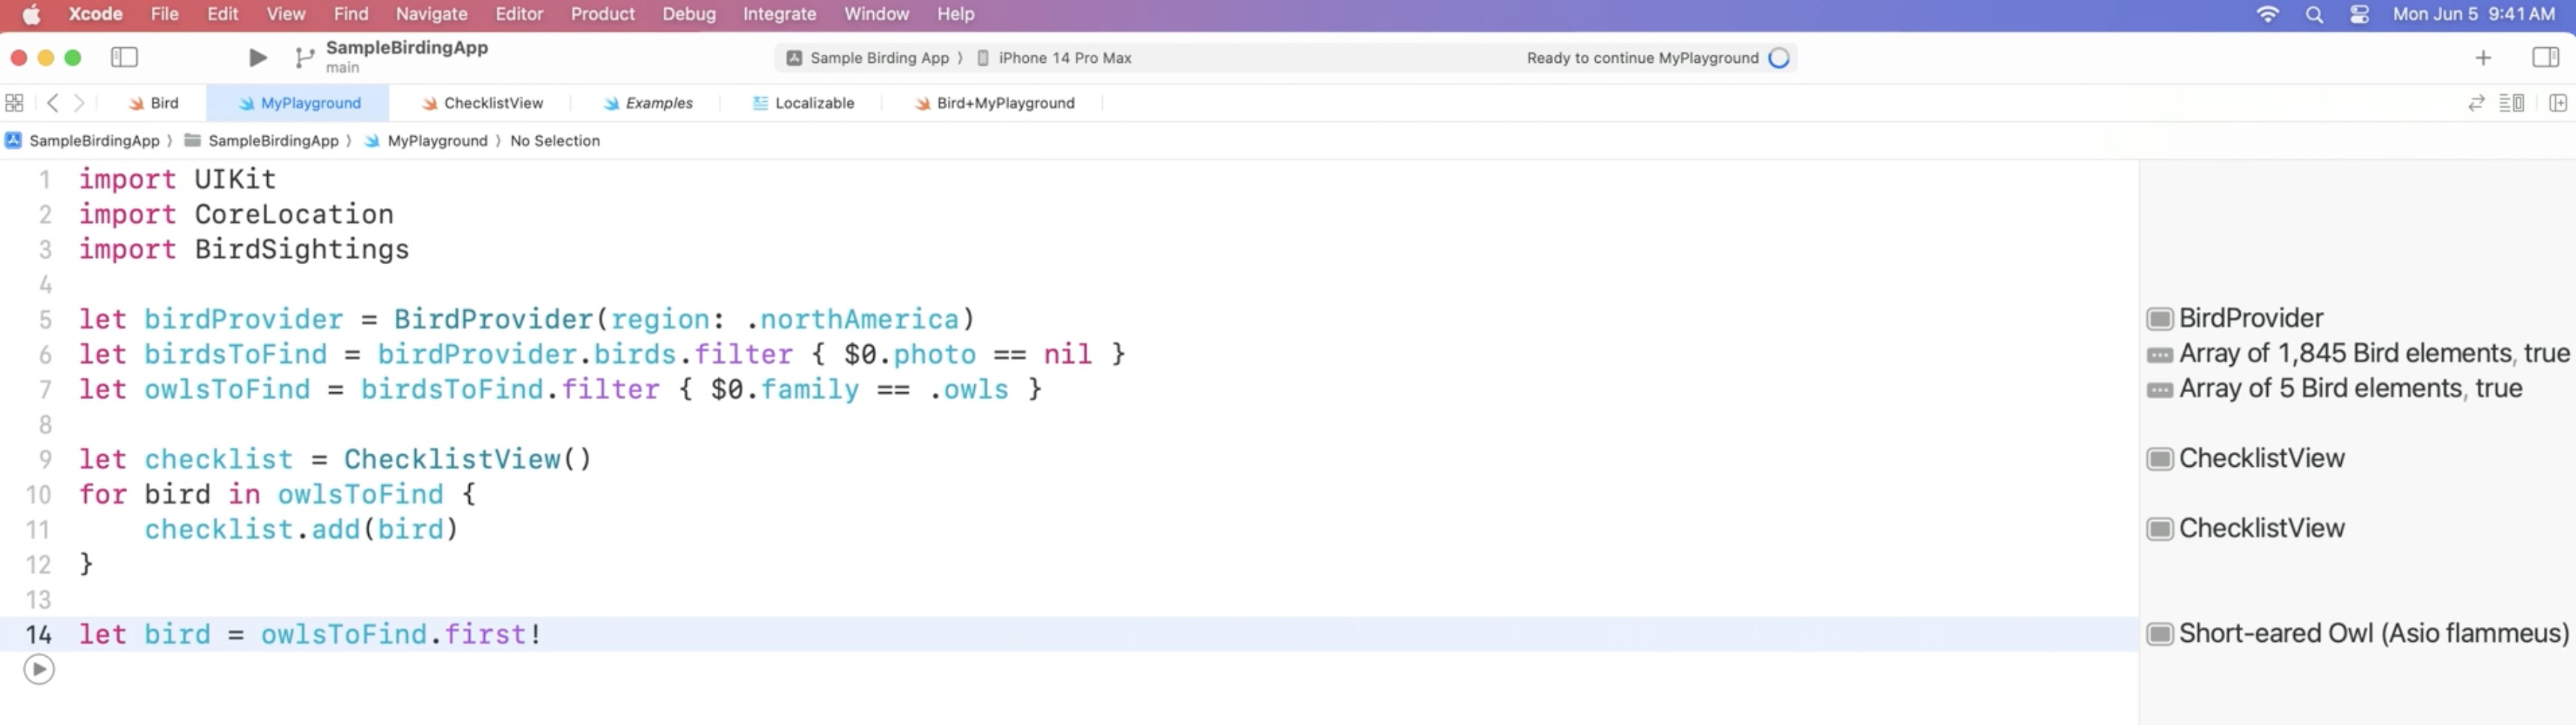 Xcode File Edit View Find Navigate Editor Product Debug Integrate Window Help Mon Jun 5 9:41 AM
SampleBirdingApp
main
Sample Birding App 〉 iPhone 14 Pro Max Ready to continue MyPlayground
Bird MyPlayground ChecklistView Examples Localizable Bird+MyPlayground
SampleBirdingApp 〉 SampleBirdingApp 〉 MyPlayground 〉 No Selection
1 import UIKit
2 import CoreLocation
3 import BirdSightings
4
5 let birdProvider = BirdProvider(region: .northAmerica) BirdProvider
6 let birdsToFind = birdProvider.birds.filter { $0.photo == nil } Array of 1,845 Bird elements, true
7 let owlsToFind = birdsToFind.filter { $0.family == .owls } Array of 5 Bird elements, true
8
9 let checklist = ChecklistView() ChecklistView
10 for bird in owlsToFind {
11     checklist.add(bird) ChecklistView
12 }
13
14 let bird = owlsToFind.first! Short-eared Owl (Asio flammeus)